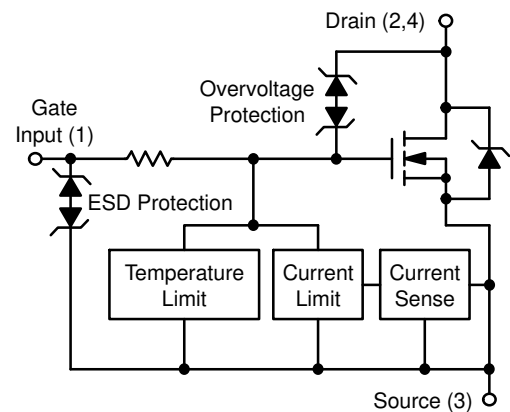 Drain (2,4)
Overvoltage
Protection
Gate
Input (1)
ESD Protection
Temperature
Limit
Current
Limit
Current
Sense
Source (3)